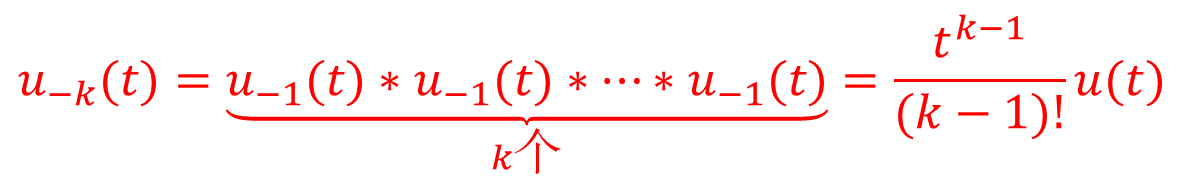 u₋ₖ(t) = u₋₁(t) ∗ u₋₁(t) ∗ ⋯ ∗ u₋₁(t) = tᵏ⁻¹/(k − 1)! u(t)
k个